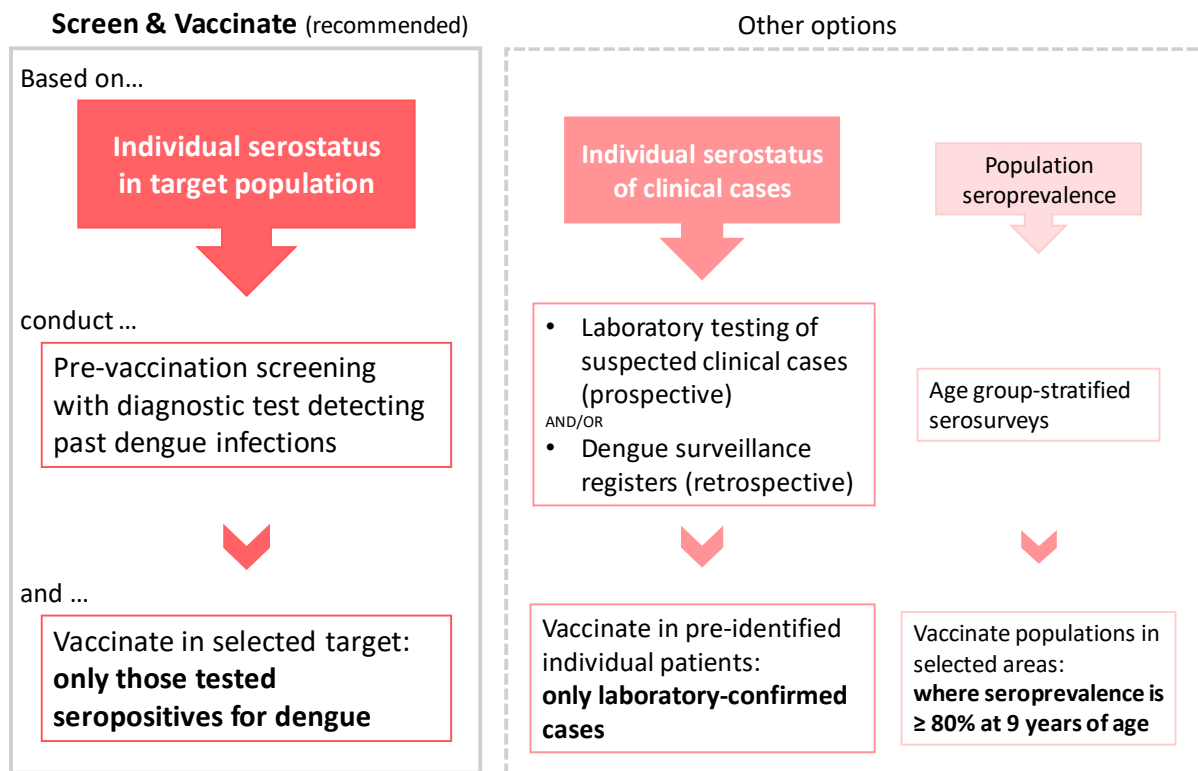 Screen & Vaccinate (recommended)
Based on…
Individual serostatus
in target population
conduct …
Pre-vaccination screening
with diagnostic test detecting
past dengue infections
and …
Vaccinate in selected target:
only those tested
seropositives for dengue
Other options
Individual serostatus
of clinical cases
• Laboratory testing of
suspected clinical cases
(prospective)
AND/OR
• Dengue surveillance
registers (retrospective)
Vaccinate in pre-identified
individual patients:
only laboratory-confirmed
cases
Population
seroprevalence
Age group-stratified
serosurveys
Vaccinate populations in
selected areas:
where seroprevalence is
≥ 80% at 9 years of age